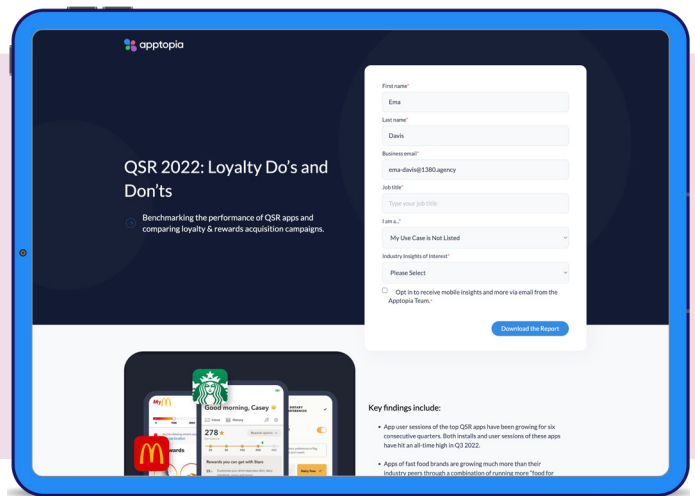 apptopia
QSR 2022: Loyalty Do's and
Don'ts
Benchmarking the performance of QSR apps and
comparing loyalty & rewards acquisition campaigns.
First name*
Ema
Last name*
Davis
Business email*
ema-davis@1380.agency
Job title*
Type your job title
I am a...*
My Use Case is Not Listed
Industry Insights of Interest*
Please Select
Opt in to receive mobile insights and more via email from the
Apptopia Team.*
Download the Report
My
Good morning, Casey
278
Rewards you can get with Stars
Key findings include:
• App user sessions of the top QSR apps have been growing for six
consecutive quarters. Both installs and user sessions of these apps
have hit an all-time high in Q3 2022.
• Apps of fast food brands are growing much more than their
industry peers through a combination of running more "food for